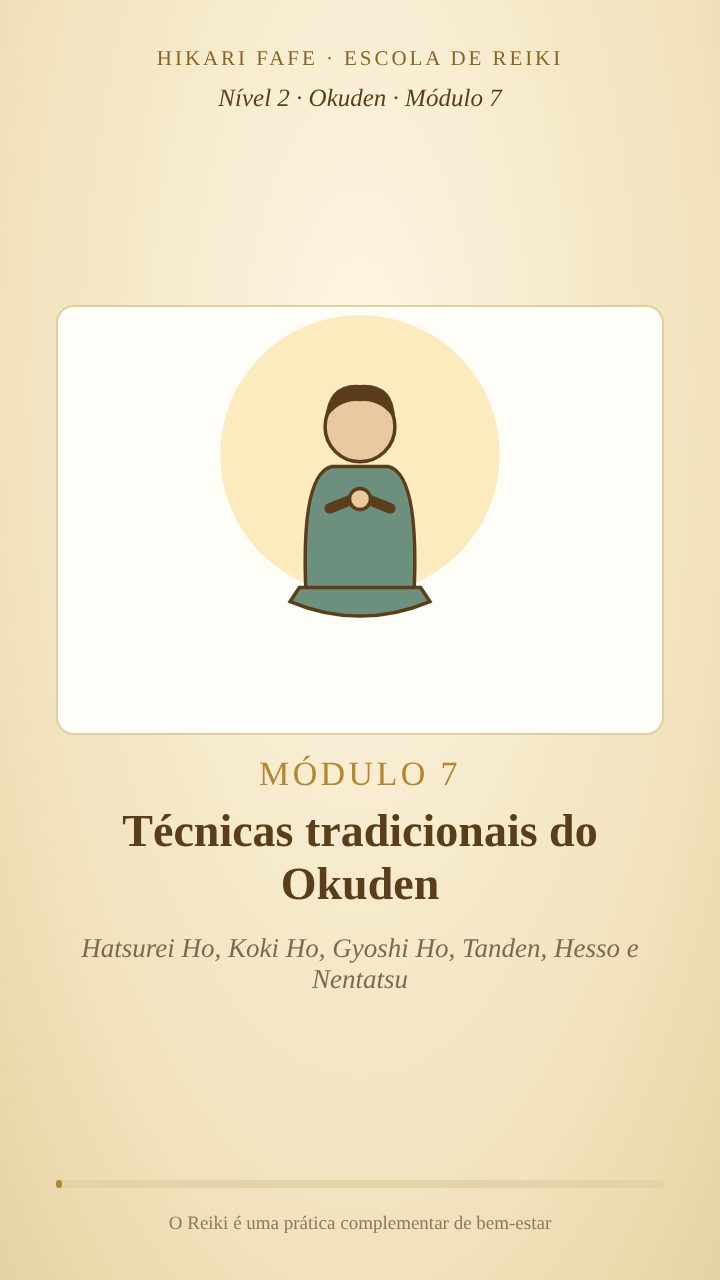 HIKARI FAFE · ESCOLA DE REIKI
Nível 2 · Okuden · Módulo 7
MÓDULO 7
Técnicas tradicionais do
Okuden
Hatsurei Ho, Koki Ho, Gyoshi Ho, Tanden, Hesso e
Nentatsu
O Reiki é uma prática complementar de bem-estar